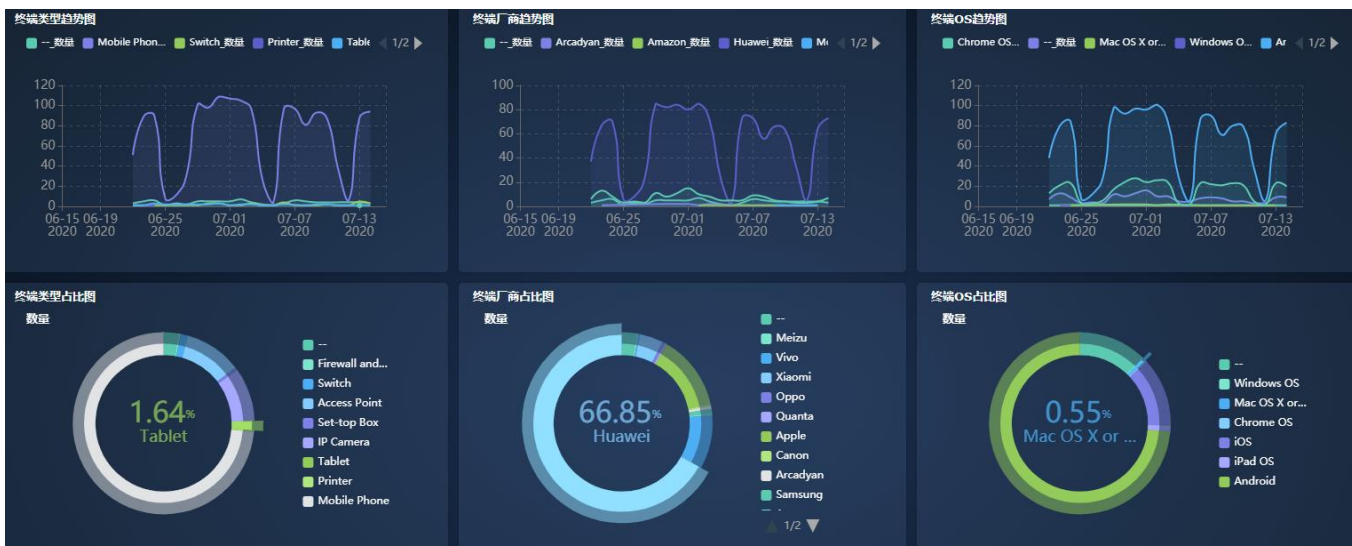 终端类型趋势图
--_数量 Mobile Phon... Switch_数量 Printer_数量 Table 1/2
120
100
80
60
40
20
0
06-15 06-19 06-25 07-01 07-07 07-13
2020 2020 2020 2020 2020 2020
终端厂商趋势图
--_数量 Arcadyan_数量 Amazon_数量 Huawei_数量 Mo 1/2
100
80
60
40
20
0
06-15 06-19 06-25 07-01 07-07 07-13
2020 2020 2020 2020 2020 2020
终端OS趋势图
Chrome OS... --_数量 Mac OS X or... Windows O... Ar 1/2
120
100
80
60
40
20
0
06-15 06-19 06-25 07-01 07-07 07-13
2020 2020 2020 2020 2020 2020
终端类型占比图
数量
1.64%
Tablet
--
Firewall and...
Switch
Access Point
Set-top Box
IP Camera
Tablet
Printer
Mobile Phone
终端厂商占比图
数量
66.85%
Huawei
--
Meizu
Vivo
Xiaomi
Oppo
Quanta
Apple
Canon
Arcadyan
Samsung
1/2
终端OS占比图
数量
0.55%
Mac OS X or ...
--
Windows OS
Mac OS X or...
Chrome OS
iOS
iPad OS
Android